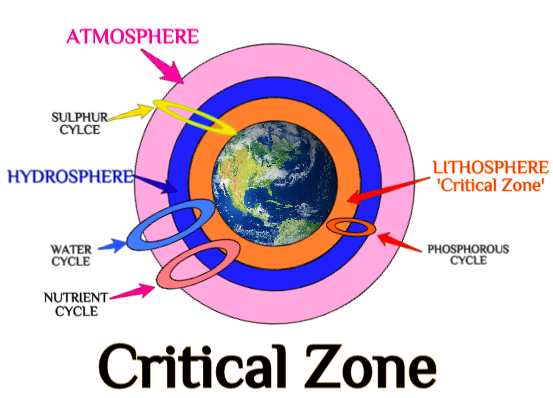 ATMOSPHERE
SULPHUR
CYLCE
HYDROSPHERE
LITHOSPHERE
'Critical Zone'
WATER
CYCLE
PHOSPHOROUS
CYCLE
NUTRIENT
CYCLE
Critical Zone